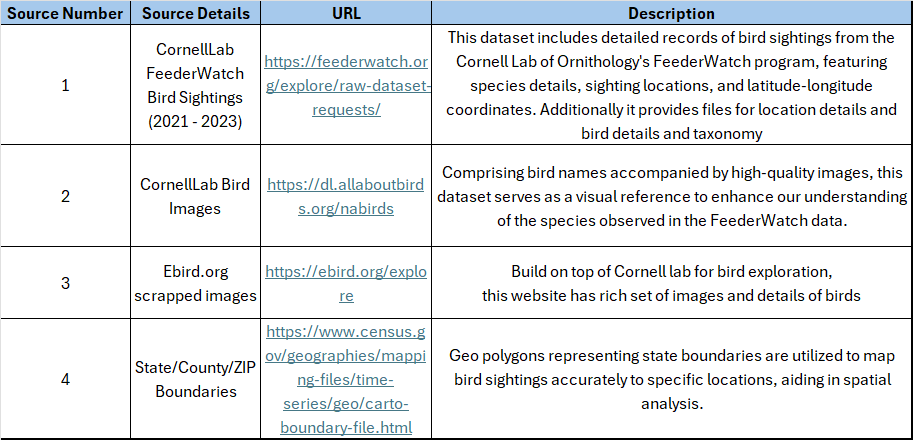 Source Number Source Details URL Description
1
CornellLab
FeederWatch
Bird Sightings
(2021 - 2023)
https://feederwatch.or
g/explore/raw-dataset-
requests/
This dataset includes detailed records of bird sightings from the
Cornell Lab of Ornithology's FeederWatch program, featuring
species details, sighting locations, and latitude-longitude
coordinates. Additionally it provides files for location details and
bird details and taxonomy
2
CornellLab Bird
Images
https://dl.allaboutbird
s.org/nabirds
Comprising bird names accompanied by high-quality images, this
dataset serves as a visual reference to enhance our understanding
of the species observed in the FeederWatch data.
3
Ebird.org
scrapped images
https://ebird.org/explo
re
Build on top of Cornell lab for bird exploration,
this website has rich set of images and details of birds
4
State/County/ZIP
Boundaries
https://www.census.g
ov/geographies/mappi
ng-files/time-
series/geo/carto-
boundary-file.html
Geo polygons representing state boundaries are utilized to map
bird sightings accurately to specific locations, aiding in spatial
analysis.